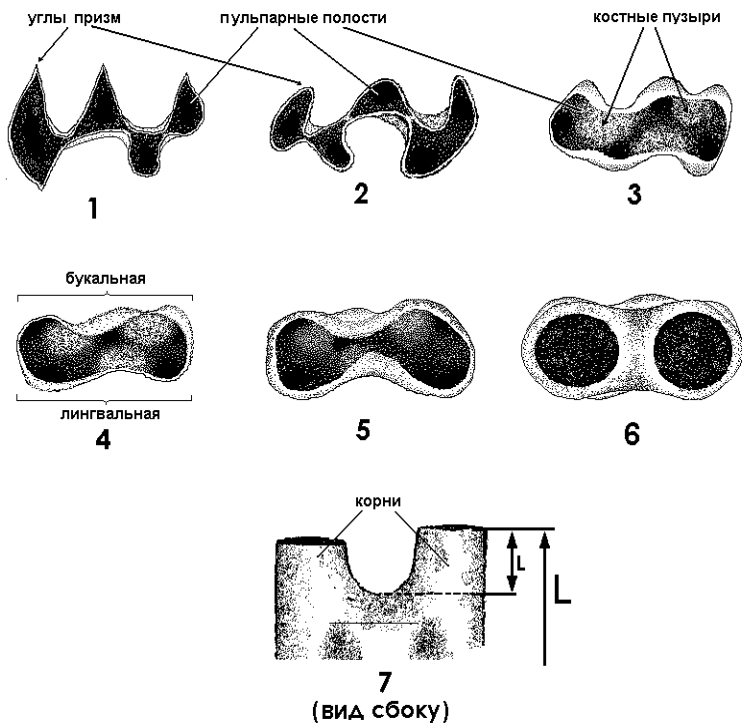 углы призм
пульпарные полости
костные пузыри
1
2
3
букальная
лингвальная
4
5
6
корни
L
L
7
(вид сбоку)